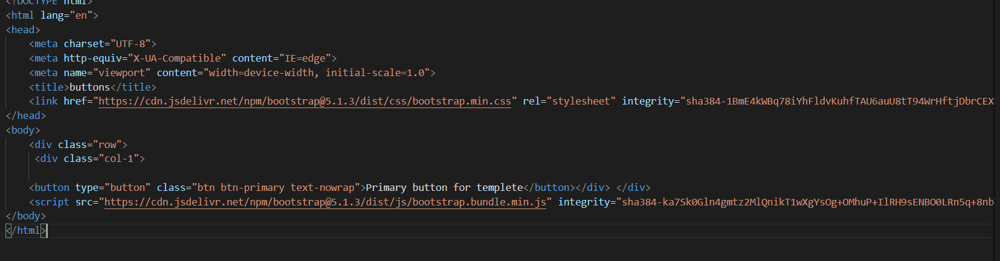 <!DOCTYPE html>
<html lang="en">
<head>
<meta charset="UTF-8">
<meta http-equiv="X-UA-Compatible" content="IE=edge">
<meta name="viewport" content="width=device-width, initial-scale=1.0">
<title>buttons</title>
<link href="https://cdn.jsdelivr.net/npm/bootstrap@5.1.3/dist/css/bootstrap.min.css" rel="stylesheet" integrity="sha384-1BmE4kWBq78iYhFldvKuhfTAU6auU8tT94WrHftjDbrCEXS
</head>
<body>
<div class="row">
<div class="col-1">
<button type="button" class="btn btn-primary text-nowrap">Primary button for templete</button></div> </div>
<script src="https://cdn.jsdelivr.net/npm/bootstrap@5.1.3/dist/js/bootstrap.bundle.min.js" integrity="sha384-ka7Sk0Gln4gmtz2MlQnikT1wXgYsOg+OMhuP+IlRH9sENBO0LRn5q+8nb
</body>
</html>